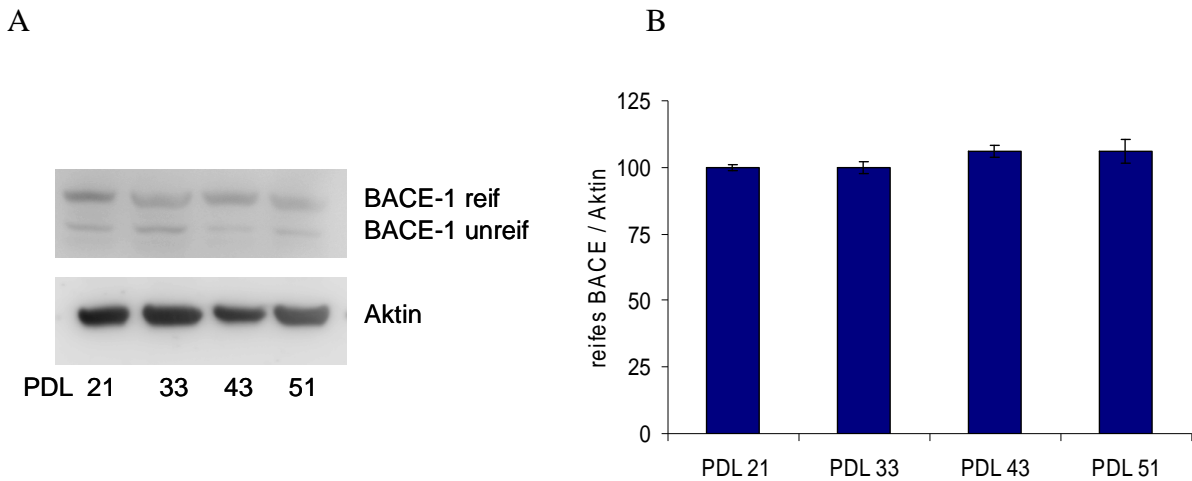 A
BACE-1 reif
BACE-1 unreif
Aktin
PDL 21 33 43 51
B
reifes BACE / Aktin
125
100
75
50
25
0
PDL 21 PDL 33 PDL 43 PDL 51